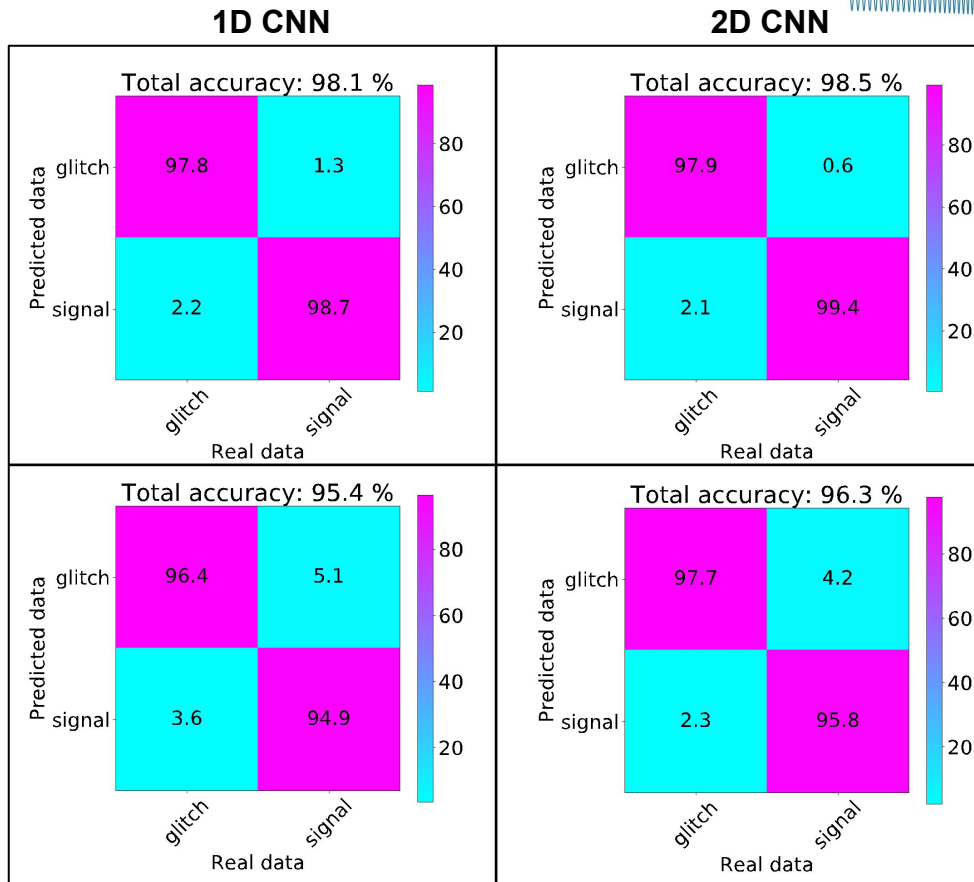 1D CNN
2D CNN
Total accuracy: 98.1 %
Predicted data
glitch
97.8
1.3
signal
2.2
98.7
80
60
40
20
glitch
signal
Real data
Total accuracy: 98.5 %
Predicted data
glitch
97.9
0.6
signal
2.1
99.4
80
60
40
20
glitch
signal
Real data
Total accuracy: 95.4 %
Predicted data
glitch
96.4
5.1
signal
3.6
94.9
80
60
40
20
glitch
signal
Real data
Total accuracy: 96.3 %
Predicted data
glitch
97.7
4.2
signal
2.3
95.8
80
60
40
20
glitch
signal
Real data